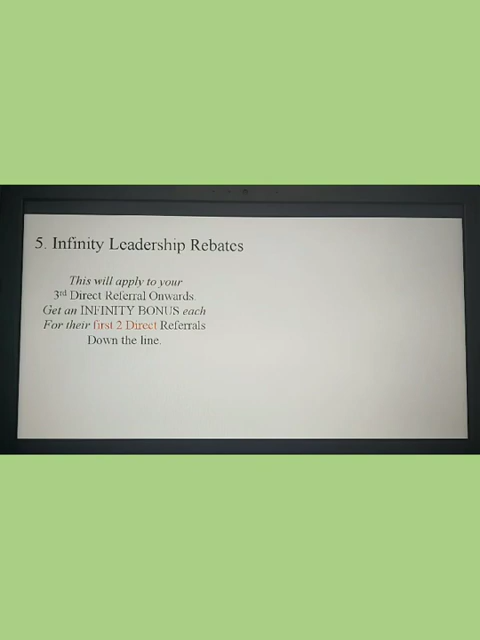 5. Infinity Leadership Rebates
This will apply to your
3rd Direct Referral Onwards.
Get an INFINITY BONUS each
For their first 2 Direct Referrals
Down the line.